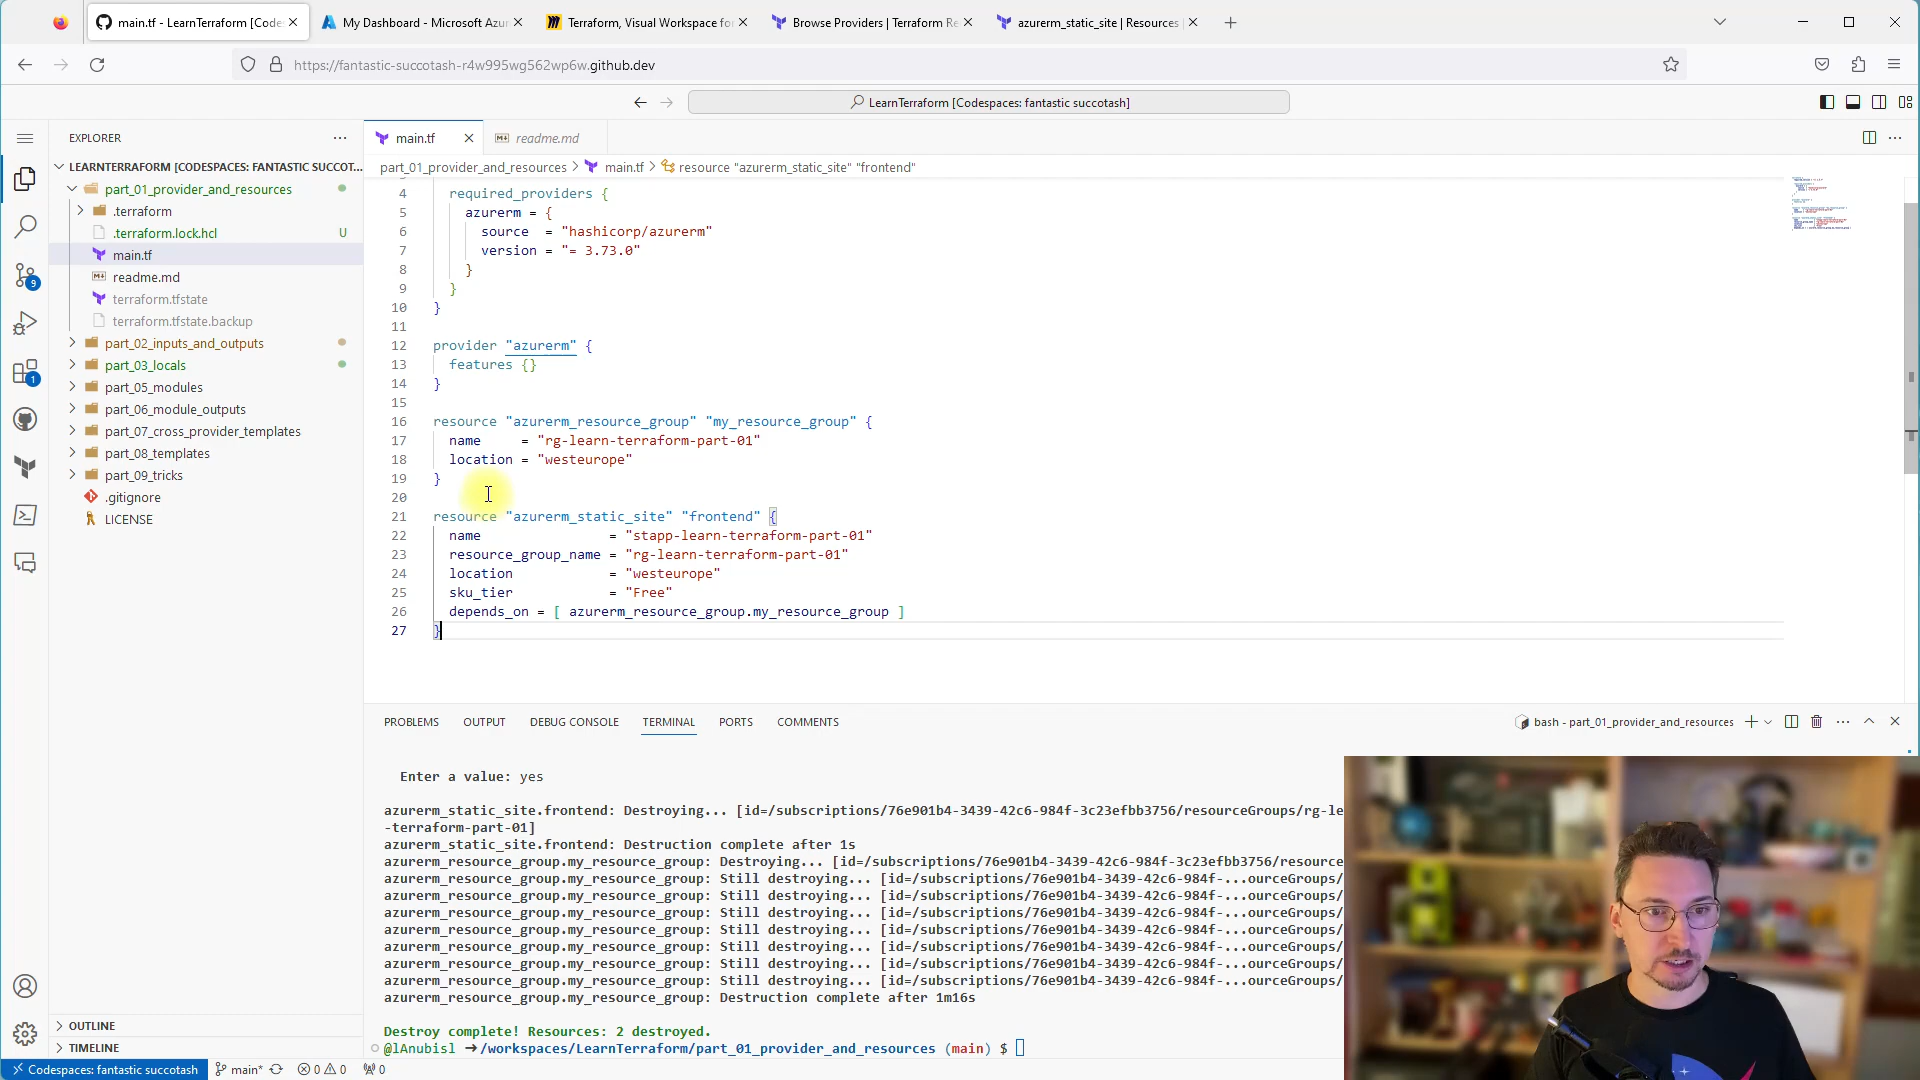 main.tf - LearnTerraform [Codes
My Dashboard - Microsoft Azur
Terraform, Visual Workspace fo
Browse Providers | Terraform Re
azurerm_static_site | Resources
https://fantastic-succotash-r4w995wg562wp6w.github.dev
LearnTerraform [Codespaces: fantastic succotash]
EXPLORER
main.tf
readme.md
LEARNTERRAFORM [CODESPACES: FANTASTIC SUCCOT...
part_01_provider_and_resources > main.tf > resource "azurerm_static_site" "frontend"
part_01_provider_and_resources
.terraform
.terraform.lock.hcl U
main.tf
readme.md
terraform.tfstate
terraform.tfstate.backup
part_02_inputs_and_outputs
part_03_locals
part_05_modules
part_06_module_outputs
part_07_cross_provider_templates
part_08_templates
part_09_tricks
.gitignore
LICENSE
9
1
OUTLINE
TIMELINE
4 required_providers {
5 azurerm = {
6 source = "hashicorp/azurerm"
7 version = "= 3.73.0"
8 }
9 }
10 }
11
12 provider "azurerm" {
13 features {}
14 }
15
16 resource "azurerm_resource_group" "my_resource_group" {
17 name = "rg-learn-terraform-part-01"
18 location = "westeurope"
19 }
20
21 resource "azurerm_static_site" "frontend" {
22 name = "stapp-learn-terraform-part-01"
23 resource_group_name = "rg-learn-terraform-part-01"
24 location = "westeurope"
25 sku_tier = "Free"
26 depends_on = [ azurerm_resource_group.my_resource_group ]
27 }
PROBLEMS OUTPUT DEBUG CONSOLE TERMINAL PORTS COMMENTS
bash - part_01_provider_and_resources
Enter a value: yes
azurerm_static_site.frontend: Destroying... [id=/subscriptions/76e901b4-3439-42c6-984f-3c23efbb3756/resourceGroups/rg-le
-terraform-part-01]
azurerm_static_site.frontend: Destruction complete after 1s
azurerm_resource_group.my_resource_group: Destroying... [id=/subscriptions/76e901b4-3439-42c6-984f-3c23efbb3756/resource
azurerm_resource_group.my_resource_group: Still destroying... [id=/subscriptions/76e901b4-3439-42c6-984f-...ourceGroups/
azurerm_resource_group.my_resource_group: Still destroying... [id=/subscriptions/76e901b4-3439-42c6-984f-...ourceGroups/
azurerm_resource_group.my_resource_group: Still destroying... [id=/subscriptions/76e901b4-3439-42c6-984f-...ourceGroups/
azurerm_resource_group.my_resource_group: Still destroying... [id=/subscriptions/76e901b4-3439-42c6-984f-...ourceGroups/
azurerm_resource_group.my_resource_group: Still destroying... [id=/subscriptions/76e901b4-3439-42c6-984f-...ourceGroups/
azurerm_resource_group.my_resource_group: Still destroying... [id=/subscriptions/76e901b4-3439-42c6-984f-...ourceGroups/
azurerm_resource_group.my_resource_group: Still destroying... [id=/subscriptions/76e901b4-3439-42c6-984f-...ourceGroups/
azurerm_resource_group.my_resource_group: Destruction complete after 1m16s
Destroy complete! Resources: 2 destroyed.
@lAnubisl ➜/workspaces/LearnTerraform/part_01_provider_and_resources (main) $
Codespaces: fantastic succotash main* 0 0 0